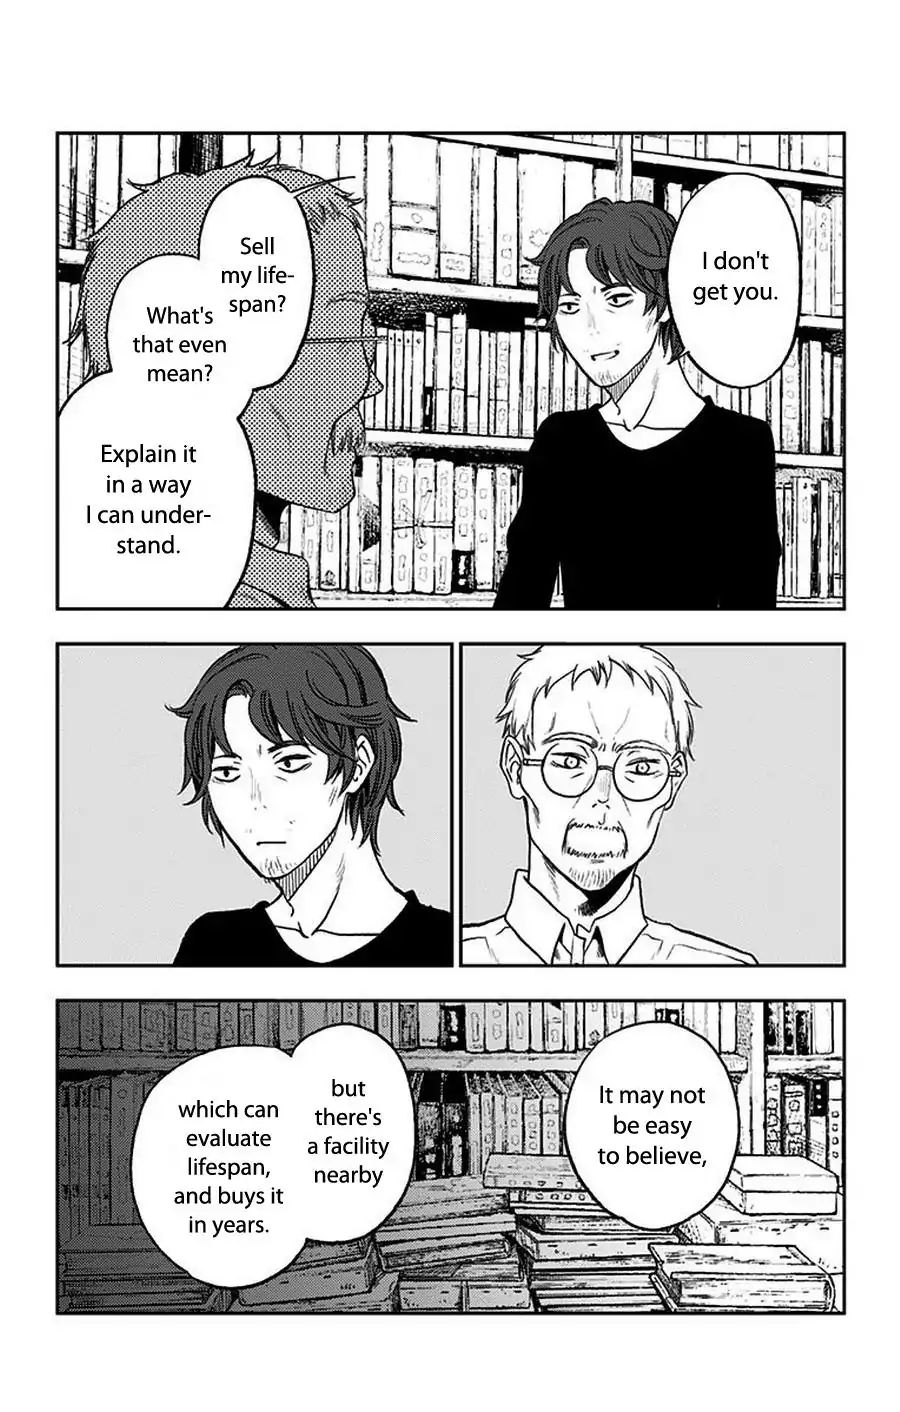 I don't
get you.
Sell
my life-
span?
What's
that even
mean?
Explain it
in a way
I can under-
stand.
It may not
be easy
to believe,
but
there's
a facility
nearby
which can
evaluate
lifespan,
and buys it
in years.